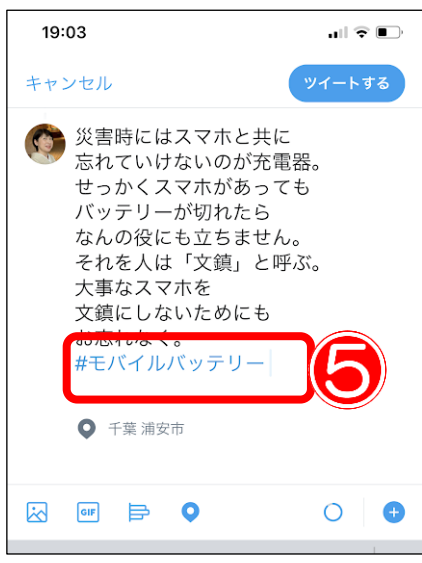 19:03
キャンセル
ツイートする
災害時にはスマホと共に
忘れていけないのが充電器。
せっかくスマホがあっても
バッテリーが切れたら
なんの役にも立ちません。
それを人は「文鎮」と呼ぶ。
大事なスマホを
文鎮にしないためにも
お忘れなく。
#モバイルバッテリー
5
千葉 浦安市
GIF